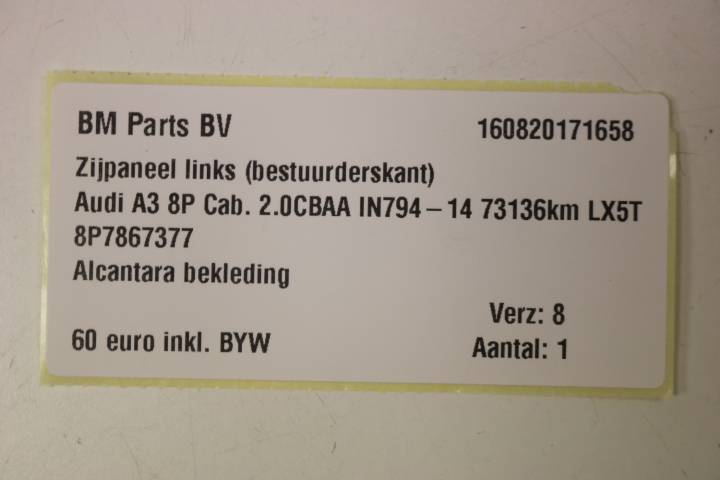 BM Parts BV 160820171658
Zijpaneel links (bestuurderskant)
Audi A3 8P Cab. 2.0CBAA IN794-14 73136km LX5T
8P7867377
Alcantara bekleding
Verz: 8
60 euro inkl. BYW Aantal: 1